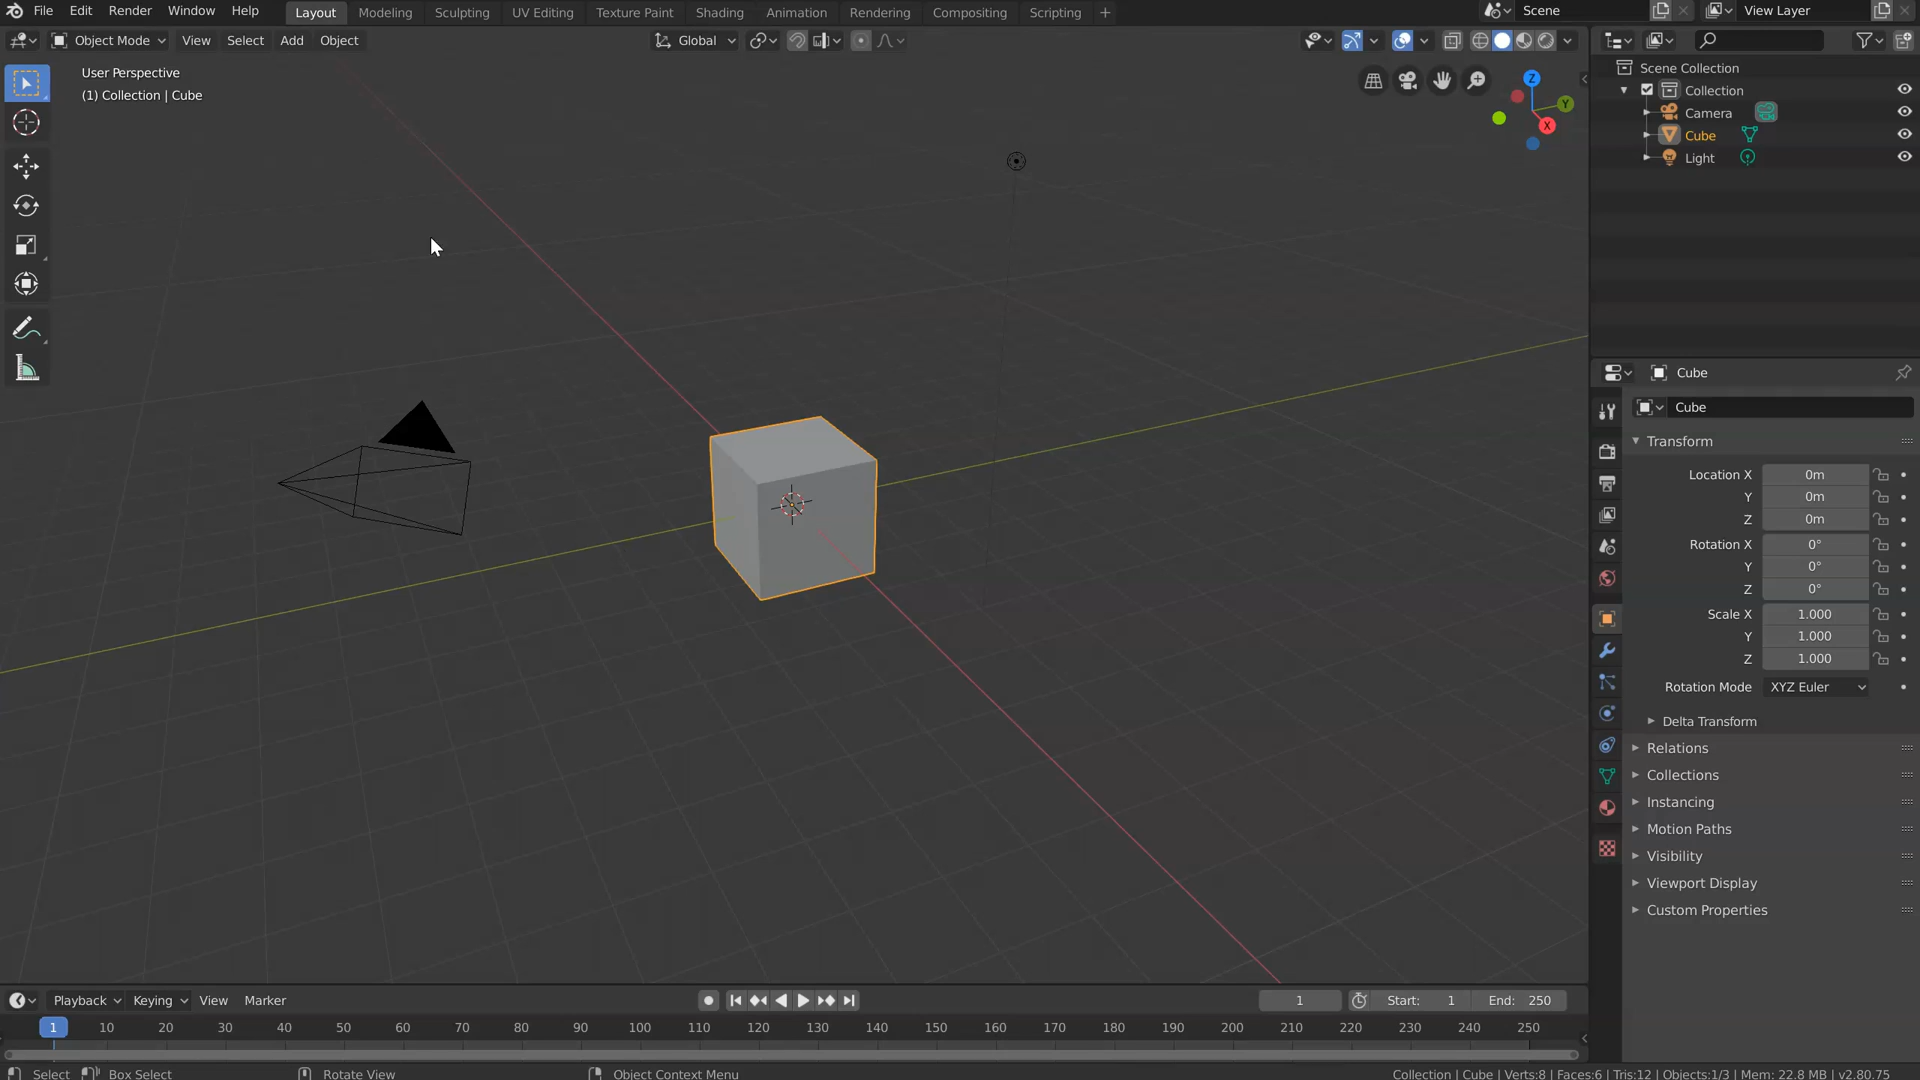 File Edit Render Window Help Layout Modeling Sculpting UV Editing Texture Paint Shading Animation Rendering Compositing Scripting + Scene View Layer
Object Mode View Select Add Object Global
User Perspective
(1) Collection | Cube
Z
Y
X
Scene Collection
Collection
Camera
Cube
Light
Cube
Cube
Transform
Location X 0m
Y 0m
Z 0m
Rotation X 0°
Y 0°
Z 0°
Scale X 1.000
Y 1.000
Z 1.000
Rotation Mode XYZ Euler
Delta Transform
Relations
Collections
Instancing
Motion Paths
Visibility
Viewport Display
Custom Properties
Playback Keying View Marker 1 Start: 1 End: 250
1 10 20 30 40 50 60 70 80 90 100 110 120 130 140 150 160 170 180 190 200 210 220 230 240 250
Select Box Select Rotate View Object Context Menu Collection | Cube | Verts:8 | Faces:6 | Tris:12 | Objects:1/3 | Mem: 22.8 MB | v2.80.75